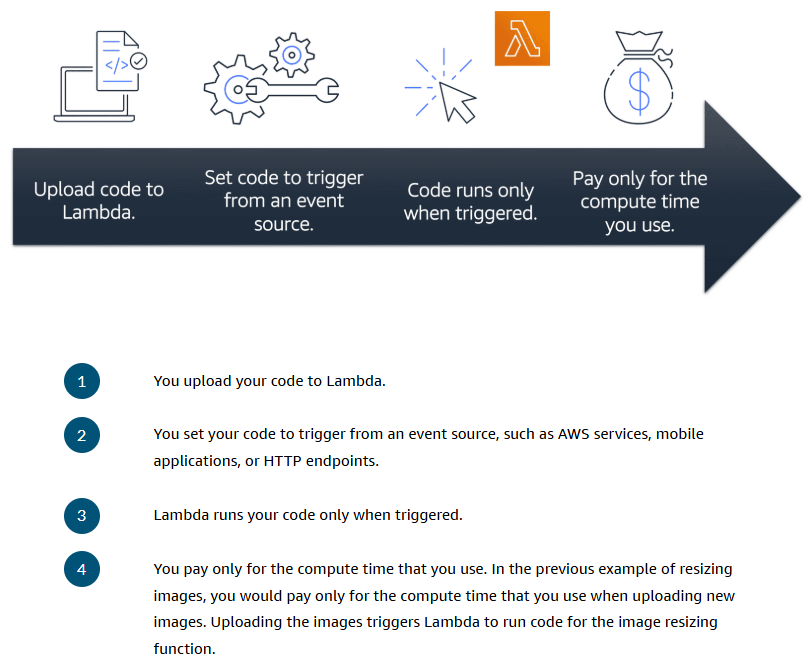 </>
$
Upload code to
Lambda.
Set code to trigger
from an event
source.
Code runs only
when triggered.
Pay only for the
compute time
you use.
1
You upload your code to Lambda.
2
You set your code to trigger from an event source, such as AWS services, mobile
applications, or HTTP endpoints.
3
Lambda runs your code only when triggered.
4
You pay only for the compute time that you use. In the previous example of resizing
images, you would pay only for the compute time that you use when uploading new
images. Uploading the images triggers Lambda to run code for the image resizing
function.